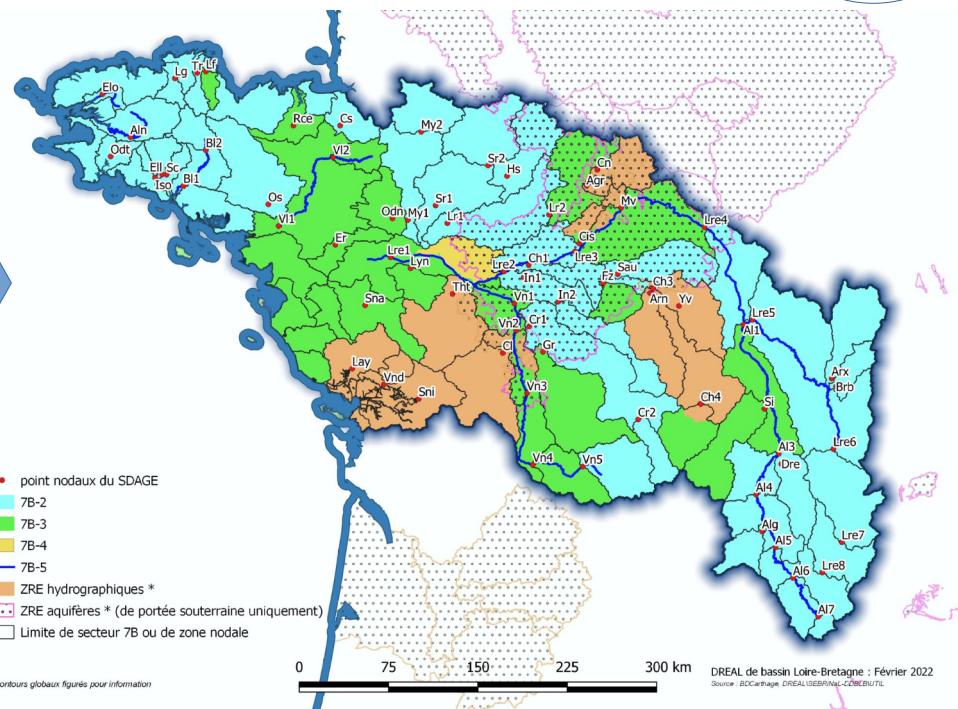 Lf
Tr
Lg
Elo
Rce
Cs
Aln
My2
Vl2
Bl2
Odt
Sr2
Cn
Ell Sc
Hs
Agr
Iso
Bl1
Os
Sr1
Mv
Vl1
Odn
My1
Lr1
Lr2
Lre4
Er
Cis
Lre1
Lre3
Lyn
Lre2
Ch1
In1
Sau
Fz
Ch3
Tht
Vn1
In2
Arn
Yv
Sna
Lre5
Vn2
Cr1
Al1
Cl
Gr
Lay
Vnd
Arx
Brb
Sni
Vn3
Ch4
Si
Cr2
Lre6
Al3
Vn4
Vn5
Dre
Al4
Alg
Al5
Lre7
Al6
Lre8
Al7
point nodaux du SDAGE
7B-2
7B-3
7B-4
7B-5
ZRE hydrographiques *
ZRE aquifères * (de portée souterraine uniquement)
Limite de secteur 7B ou de zone nodale
0 75 150 225 300 km
DREAL de bassin Loire-Bretagne : Février 2022
ontours globaux figurés pour information
Source : BDCarthage, DREAL\SEBRINaL-